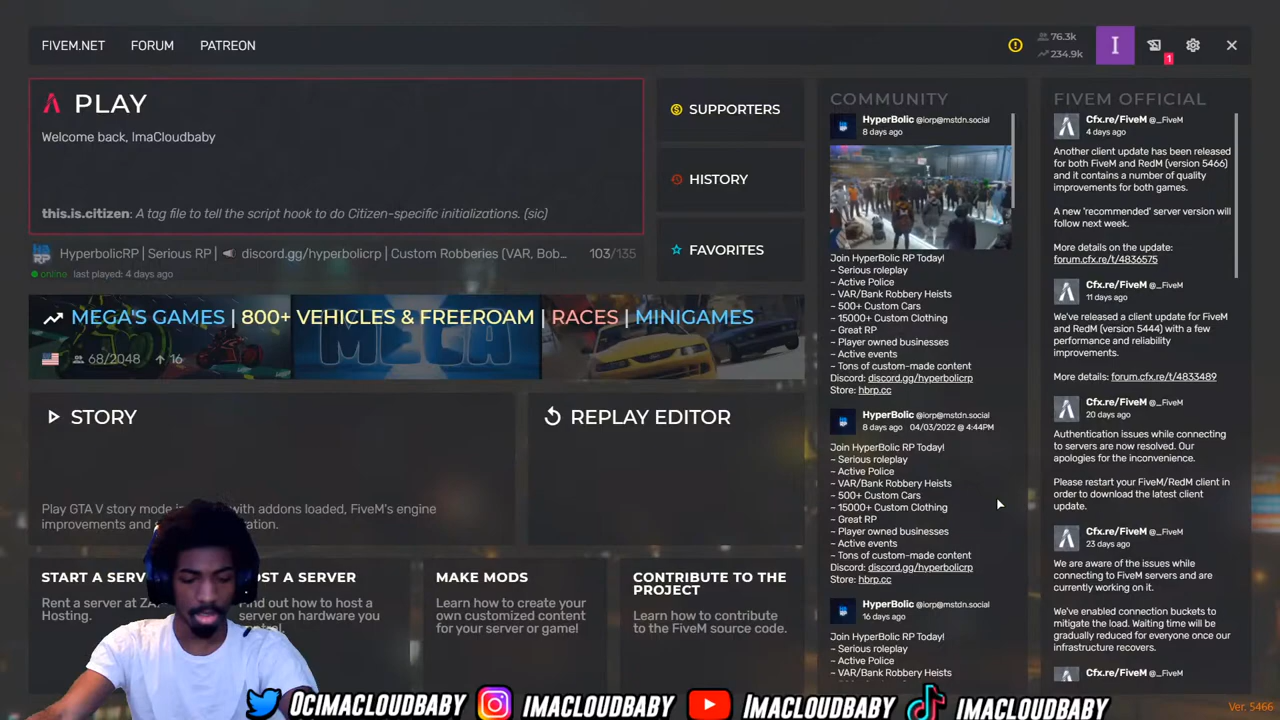 FIVEM.NET FORUM PATREON
76.3k
234.9k
I
1
PLAY
Welcome back, ImaCloudbaby
this.is.citizen: A tag file to tell the script hook to do Citizen-specific initializations. (sic)
HyperbolicRP | Serious RP | discord.gg/hyperbolicrp | Custom Robberies (VAR, Bob... 103/135
online last played: 4 days ago
SUPPORTERS
HISTORY
FAVORITES
MEGA'S GAMES | 800+ VEHICLES & FREEROAM | RACES | MINIGAMES
MEGA
68/2048 16
STORY
Play GTA V story mode in with addons loaded, FiveM's engine
improvements and
REPLAY EDITOR
START A SERV
Rent a server at
Hosting.
OST A SERVER
Find out how to host a
server on hardware you
MAKE MODS
Learn how to create your
own customized content
for your server or game!
CONTRIBUTE TO THE
PROJECT
Learn how to contribute
to the FiveM source code.
COMMUNITY
HyperBolic @iorp@mstdn.social
8 days ago
Join HyperBolic RP Today!
– Serious roleplay
– Active Police
– VAR/Bank Robbery Heists
– 500+ Custom Cars
– 15000+ Custom Clothing
– Great RP
– Player owned businesses
– Active events
– Tons of custom-made content
Discord: discord.gg/hyperbolicrp
Store: hbrp.cc
HyperBolic @iorp@mstdn.social
8 days ago 04/03/2022 @ 4:44PM
Join HyperBolic RP Today!
– Serious roleplay
– Active Police
– VAR/Bank Robbery Heists
– 500+ Custom Cars
– 15000+ Custom Clothing
– Great RP
– Player owned businesses
– Active events
– Tons of custom-made content
Discord: discord.gg/hyperbolicrp
Store: hbrp.cc
HyperBolic @iorp@mstdn.social
16 days ago
Join HyperBolic RP Today!
– Serious roleplay
– Active Police
– VAR/Bank Robbery Heists
FIVEM OFFICIAL
Cfx.re/FiveM @_FiveM
4 days ago
Another client update has been released
for both FiveM and RedM (version 5466)
and it contains a number of quality
improvements for both games.
A new 'recommended' server version will
follow next week.
More details on the update:
forum.cfx.re/t/4836575
Cfx.re/FiveM @_FiveM
11 days ago
We've released a client update for FiveM
and RedM (version 5444) with a few
performance and reliability
improvements.
More details: forum.cfx.re/t/4833489
Cfx.re/FiveM @_FiveM
20 days ago
Authentication issues while connecting
to servers are now resolved. Our
apologies for the inconvenience.
Please restart your FiveM/RedM client in
order to download the latest client
update.
Cfx.re/FiveM @_FiveM
23 days ago
We are aware of the issues while
connecting to FiveM servers and are
currently working on it.
We've enabled connection buckets to
mitigate the load. Waiting time will be
gradually reduced for everyone once our
infrastructure recovers.
Cfx.re/FiveM @_FiveM
OCIMACLOUDBABY IMACLOUDBABY IMACLOUDBABY IMACLOUDBABY
Ver. 5466